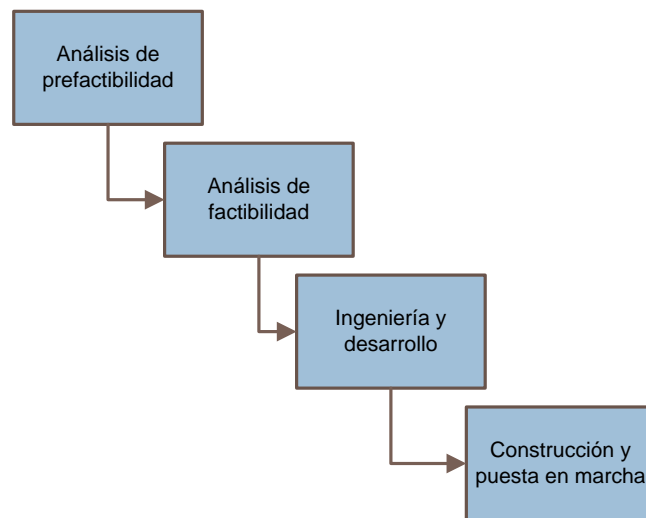 Análisis de
prefactibilidad
Análisis de
factibilidad
Ingeniería y
desarrollo
Construcción y
puesta en marcha